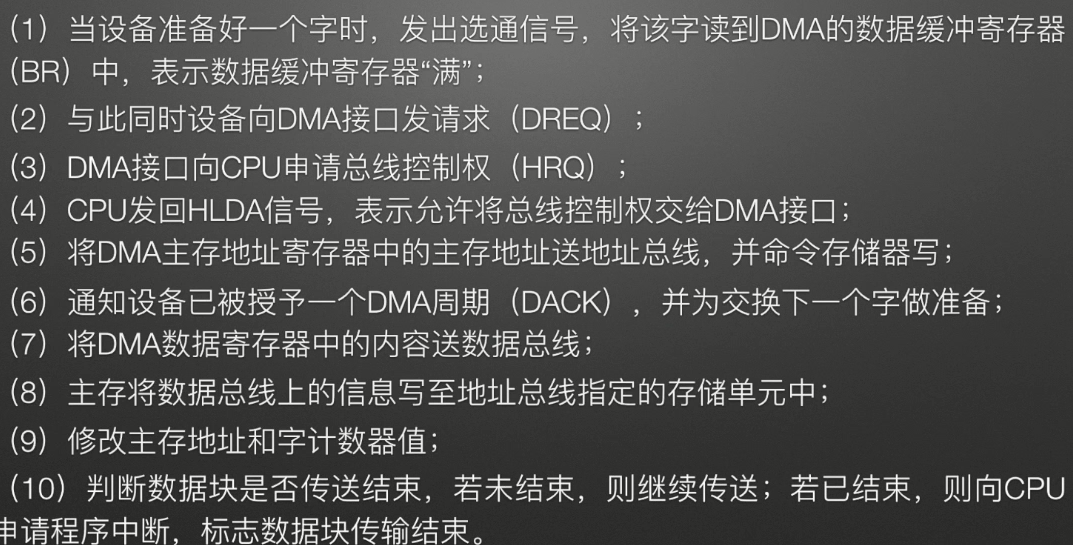 (1）当设备准备好一个字时，发出选通信号，将该字读到DMA的数据缓冲寄存器
（BR）中，表示数据缓冲寄存器“满”；
(2）与此同时设备向DMA接口发请求（DREQ）；
(3）DMA接口向CPU申请总线控制权（HRQ）；
(4）CPU发回HLDA信号，表示允许将总线控制权交给DMA接口；
(5）将DMA主存地址寄存器中的主存地址送地址总线，并命令存储器写；
(6）通知设备已被授予一个DMA周期（DACK），并为交换下一个字做准备；
(7）将DMA数据寄存器中的内容送数据总线；
(8）主存将数据总线上的信息写至地址总线指定的存储单元中；
(9）修改主存地址和字计数器值；
(10）判断数据块是否传送结束，若未结束，则继续传送；若已结束，则向CPU
申请程序中断，标志数据块传输结束。